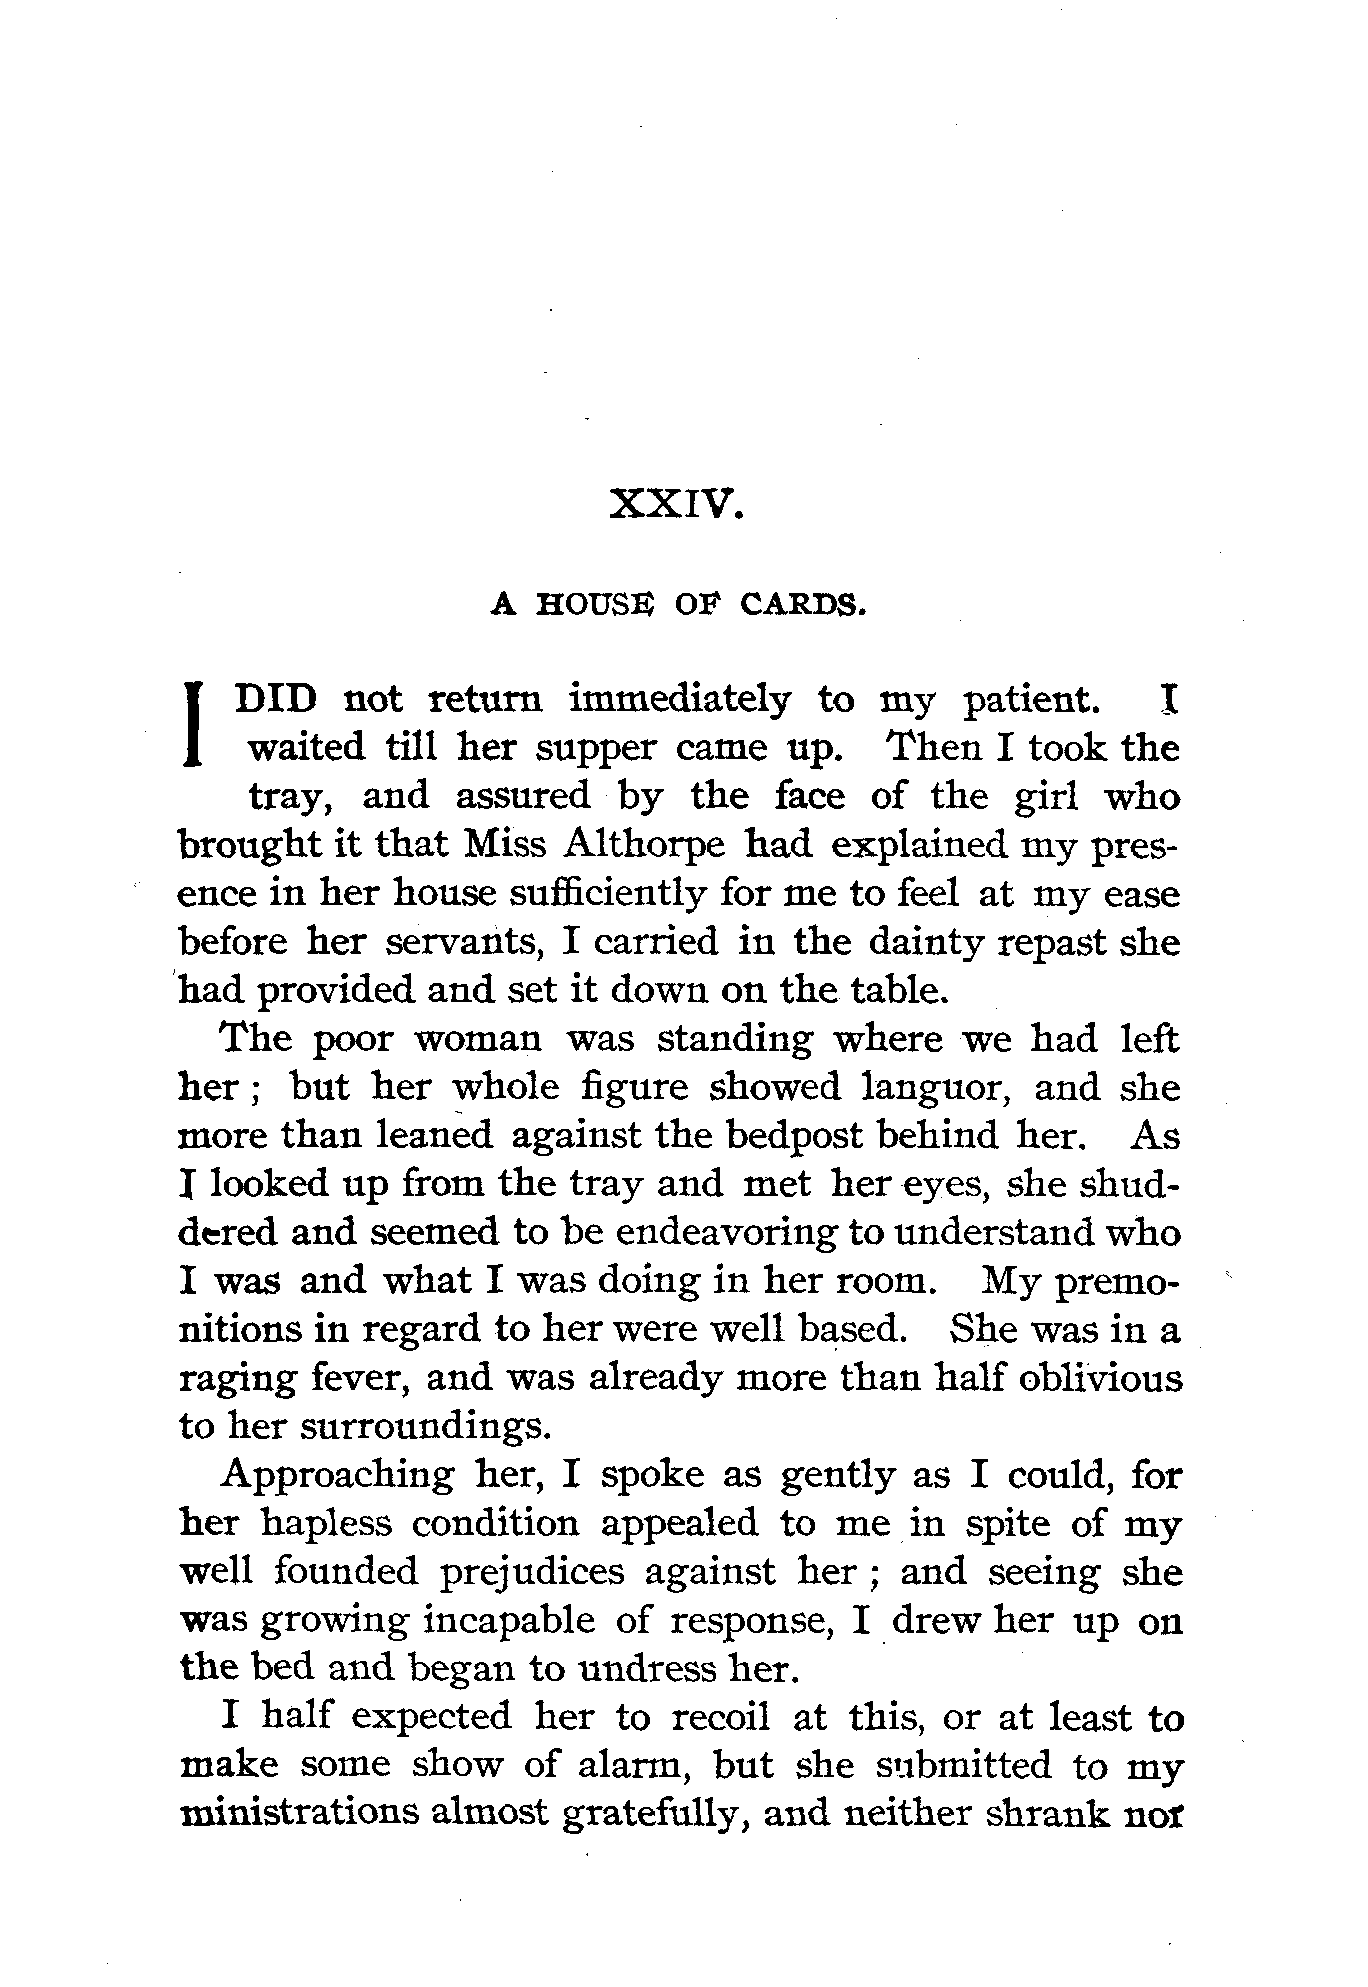 XXIV.
A HOUSE OF CARDS.
I DID not return immediately to my patient. I
waited till her supper came up. Then I took the
tray, and assured by the face of the girl who
brought it that Miss Althorpe had explained my pres-
ence in her house sufficiently for me to feel at my ease
before her servants, I carried in the dainty repast she
had provided and set it down on the table.
The poor woman was standing where we had left
her ; but her whole figure showed languor, and she
more than leaned against the bedpost behind her. As
I looked up from the tray and met her eyes, she shud-
dered and seemed to be endeavoring to understand who
I was and what I was doing in her room. My premo-
nitions in regard to her were well based. She was in a
raging fever, and was already more than half oblivious
to her surroundings.
Approaching her, I spoke as gently as I could, for
her hapless condition appealed to me in spite of my
well founded prejudices against her ; and seeing she
was growing incapable of response, I drew her up on
the bed and began to undress her.
I half expected her to recoil at this, or at least to
make some show of alarm, but she submitted to my
ministrations almost gratefully, and neither shrank nor